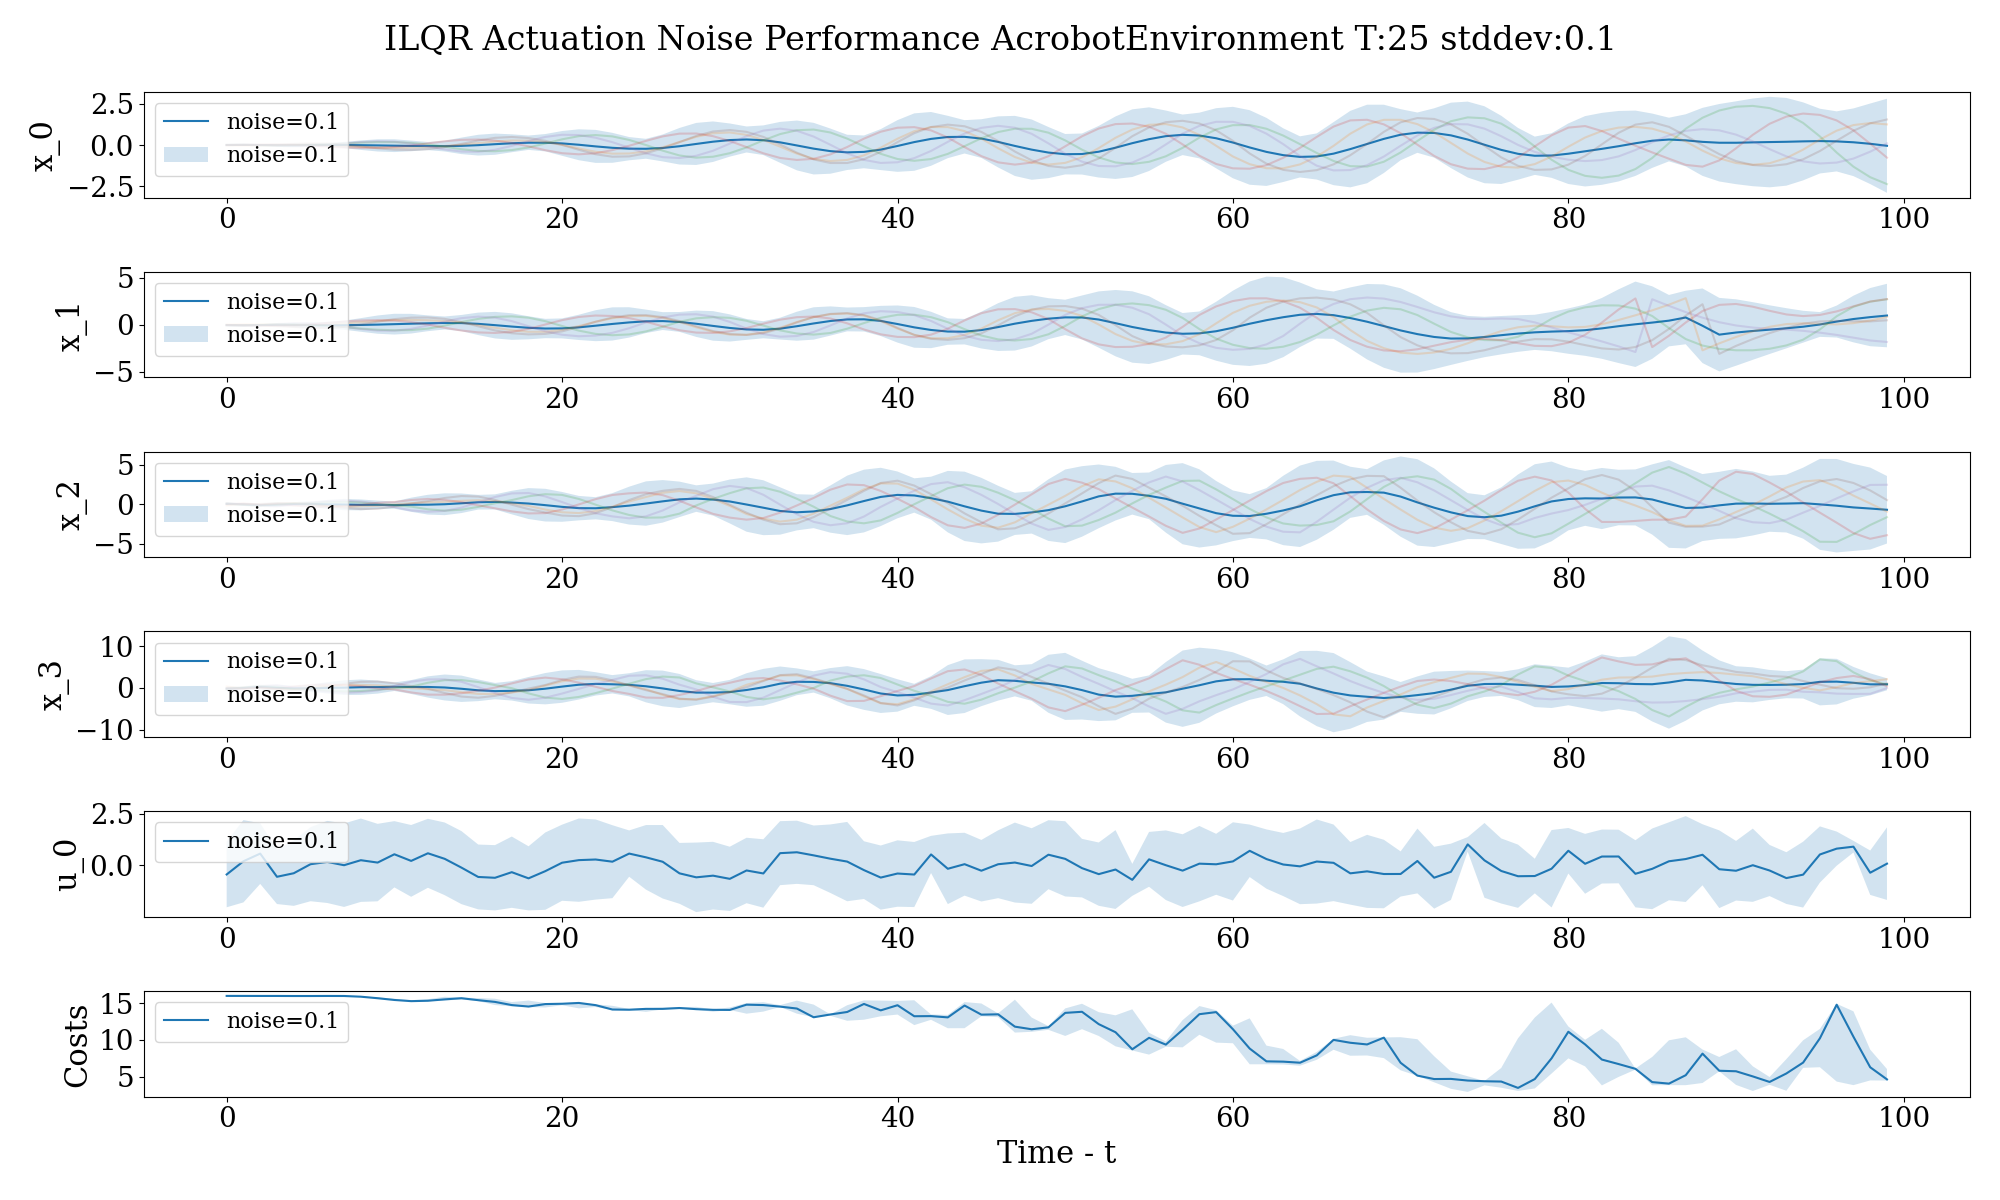 ILQR Actuation Noise Performance AcrobotEnvironment T:25 stddev:0.1
x_0
2.5
0.0
−2.5
noise=0.1
noise=0.1
0 20 40 60 80 100
x_1
5
0
−5
noise=0.1
noise=0.1
0 20 40 60 80 100
x_2
5
0
−5
noise=0.1
noise=0.1
0 20 40 60 80 100
x_3
10
0
−10
noise=0.1
noise=0.1
0 20 40 60 80 100
u_0
2.5
0.0
noise=0.1
0 20 40 60 80 100
Costs
15
10
5
noise=0.1
0 20 40 60 80 100
Time - t